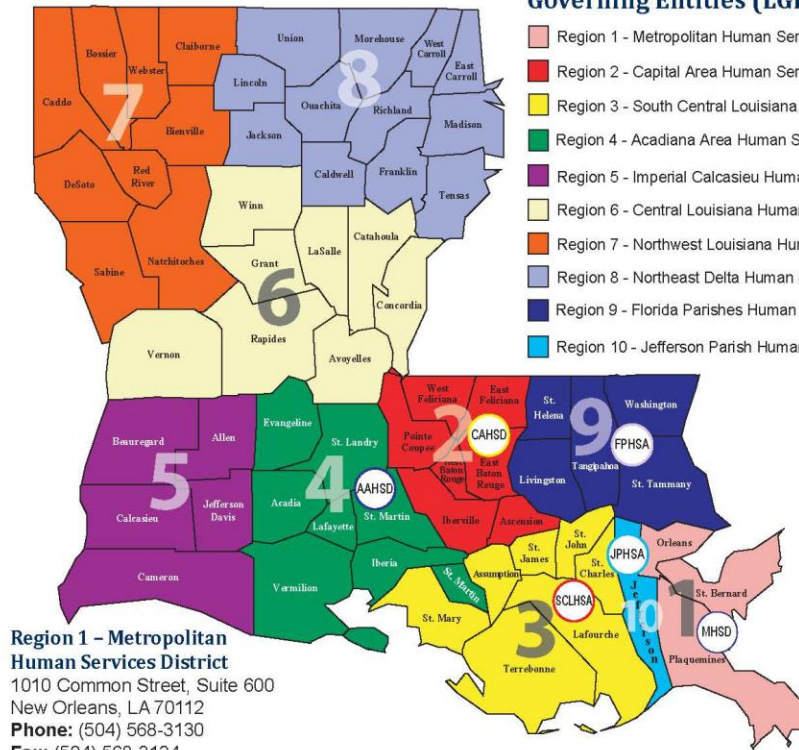 Governing Entities (LGE
Region 1 - Metropolitan Human Ser
Region 2 - Capital Area Human Ser
Region 3 - South Central Louisiana
Region 4 - Acadiana Area Human S
Region 5 - Imperial Calcasieu Huma
Region 6 - Central Louisiana Human
Region 7 - Northwest Louisiana Hu
Region 8 - Northeast Delta Human
Region 9 - Florida Parishes Human
Region 10 - Jefferson Parish Human
Union
Morehouse
West
Carroll
East
Carroll
Claiborne
Bossier
Webster
Lincoln
Caddo
7
8
Ouachita
Richland
Bienville
Jackson
Madison
DeSoto
Red
River
Caldwell
Franklin
Tensas
Winn
Catahoula
LaSalle
Natchitoches
Grant
Sabine
6
Concordia
Rapides
Vernon
Avoyelles
West
Feliciana
East
Feliciana
St.
Helena
Washington
Evangeline
Beauregard
Allen
St. Landry
Pointe
Coupee
2
CAHSD
9
FPHSA
West
Baton
Rouge
East
Baton
Rouge
Livingston
Tangipahoa
St. Tammany
5
4
AAHSD
Calcasieu
Jefferson
Davis
Acadia
Lafayette
St. Martin
Iberville
Ascension
Cameron
Vermilion
Iberia
St. Martin
Assumption
St.
James
St.
John
St.
Charles
JPHSA
Orleans
St. Bernard
SCLHSA
Jefferson
10
1
MHSD
St. Mary
3
Lafourche
Terrebonne
Plaquemines
Region 1 – Metropolitan
Human Services District
1010 Common Street, Suite 600
New Orleans, LA 70112
Phone: (504) 568-3130